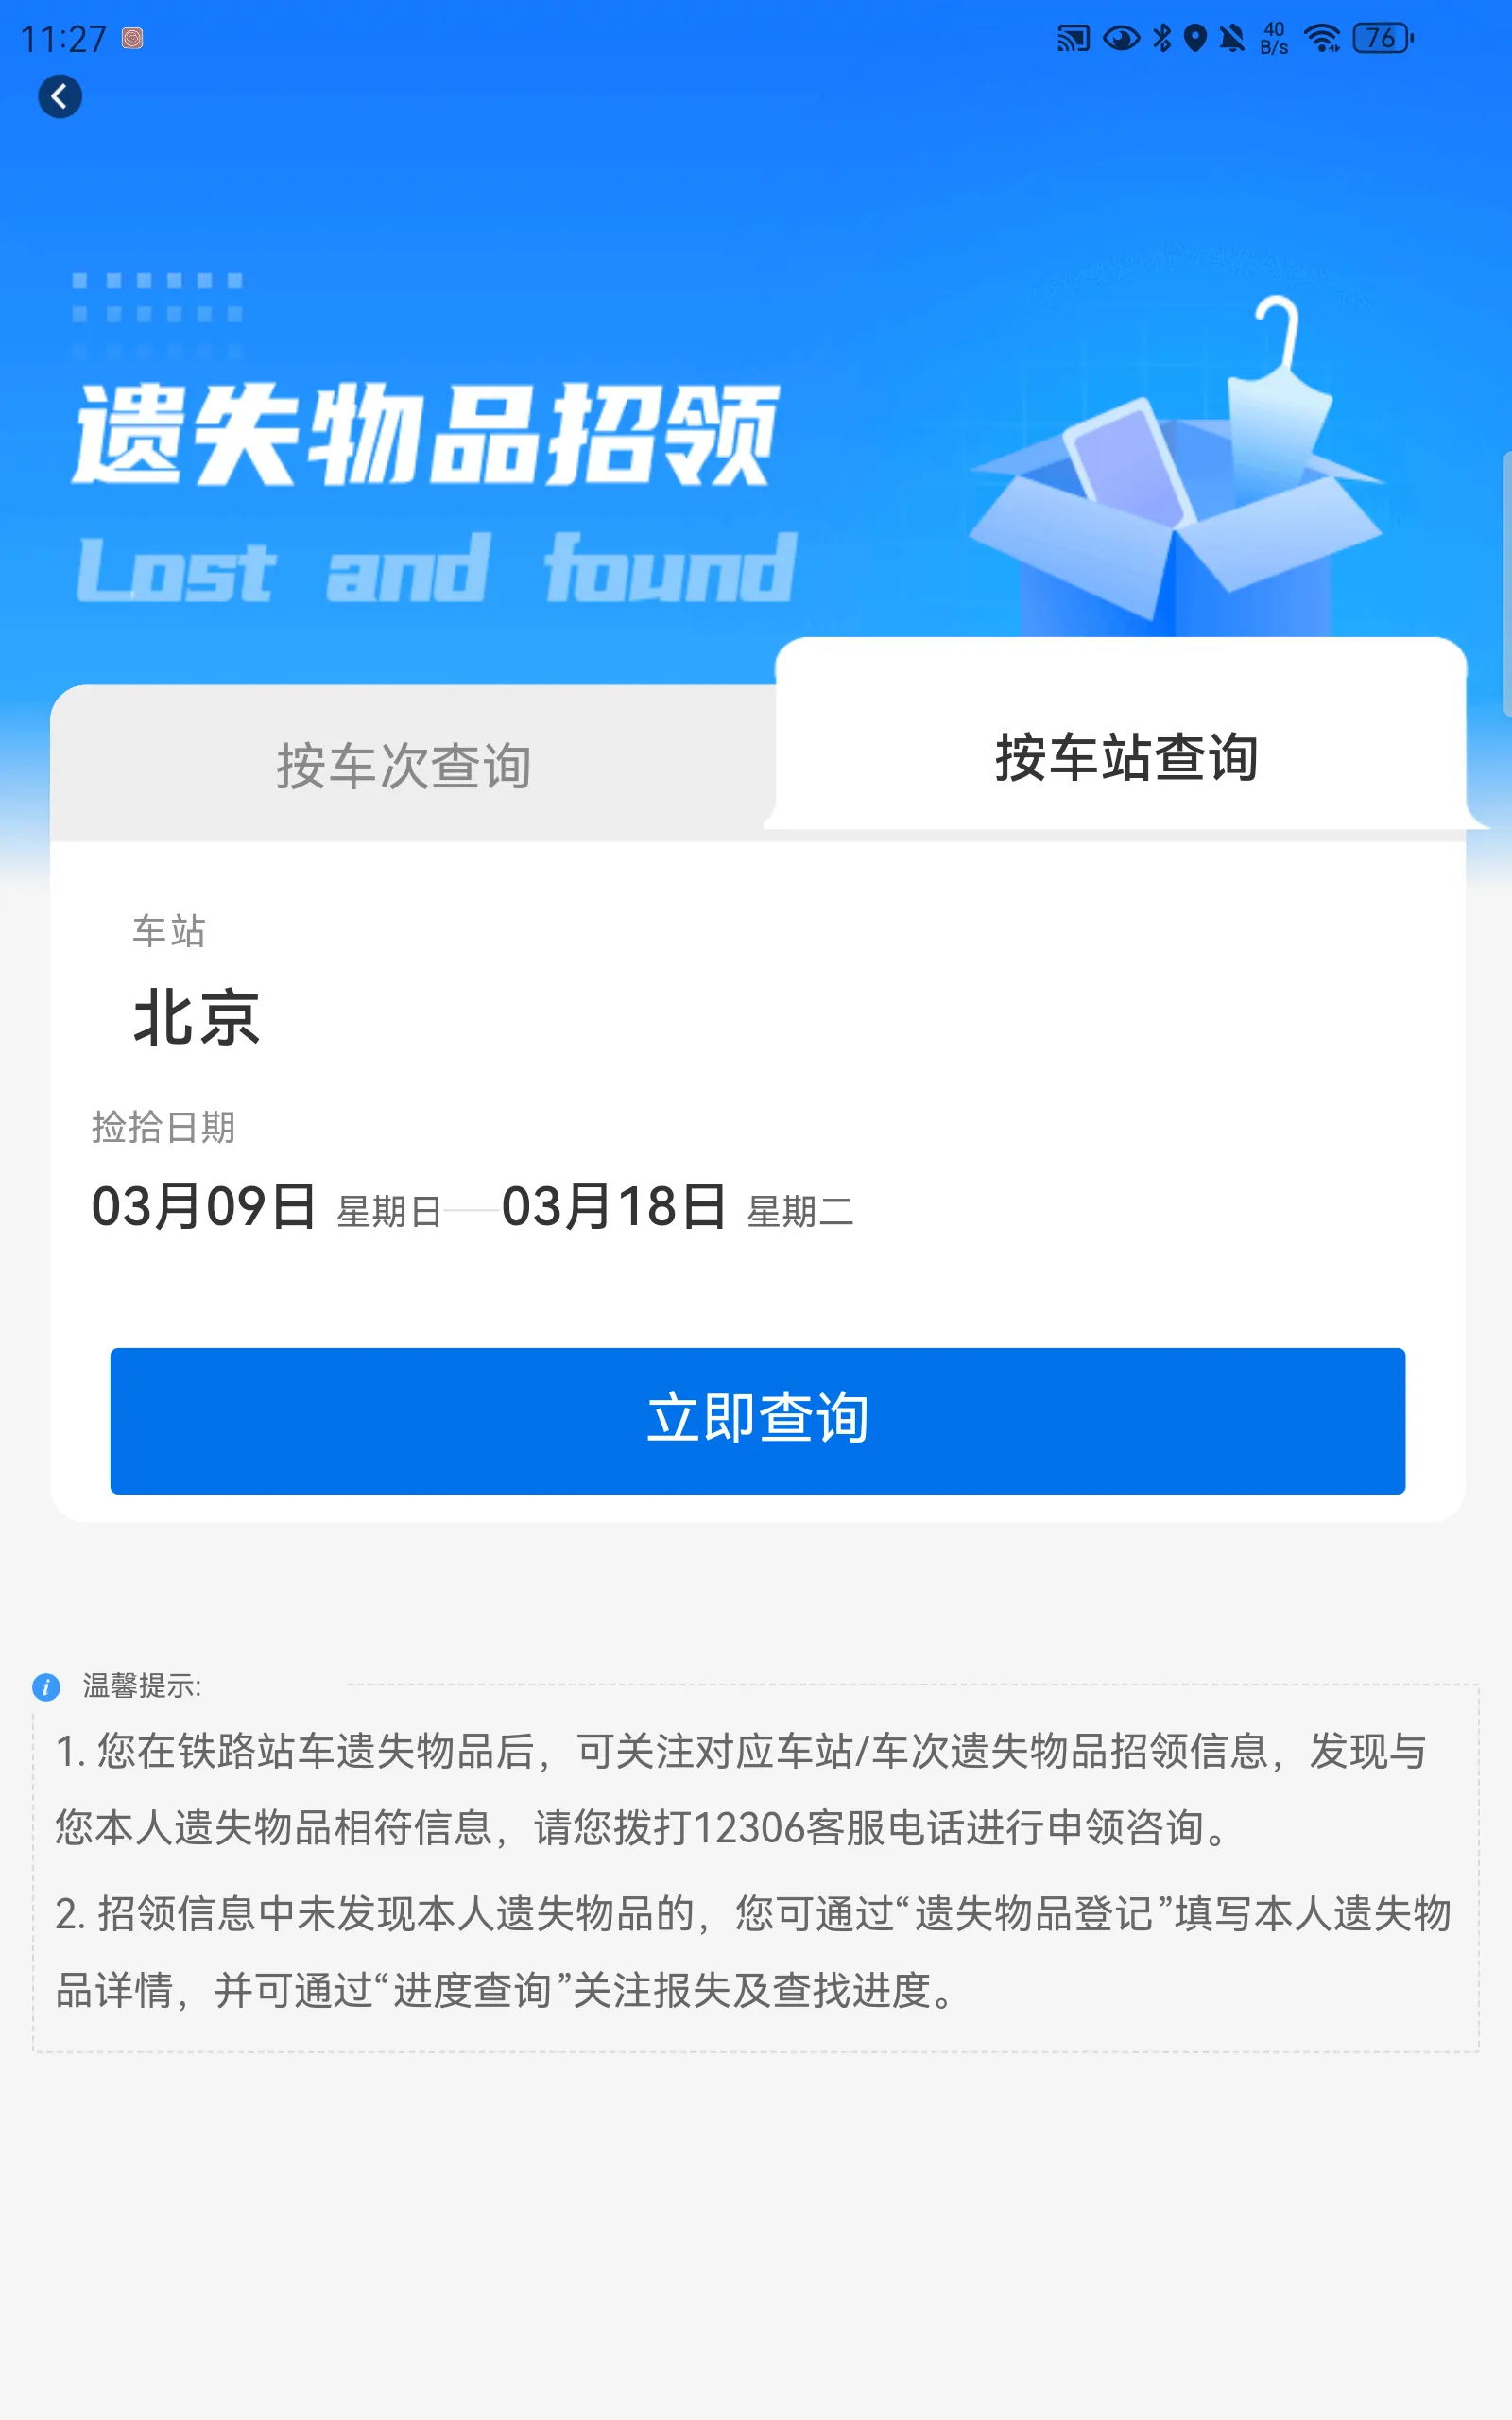 11:27
40
B/s
76
遗失物品招领
Lost and found
按车次查询
按车站查询
车站
北京
捡拾日期
03月09日 星期日 03月18日 星期二
立即查询
温馨提示:
1. 您在铁路站车遗失物品后，可关注对应车站/车次遗失物品招领信息，发现与
您本人遗失物品相符信息，请您拨打12306客服电话进行申领咨询。
2. 招领信息中未发现本人遗失物品的，您可通过“遗失物品登记”填写本人遗失物
品详情，并可通过“进度查询”关注报失及查找进度。